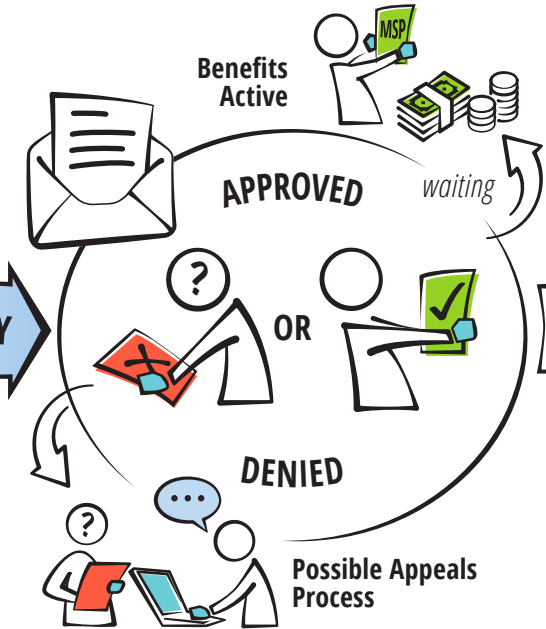 MSP
Benefits
Active
APPROVED
waiting
?
Y
OR
DENIED
?
Possible Appeals
Process